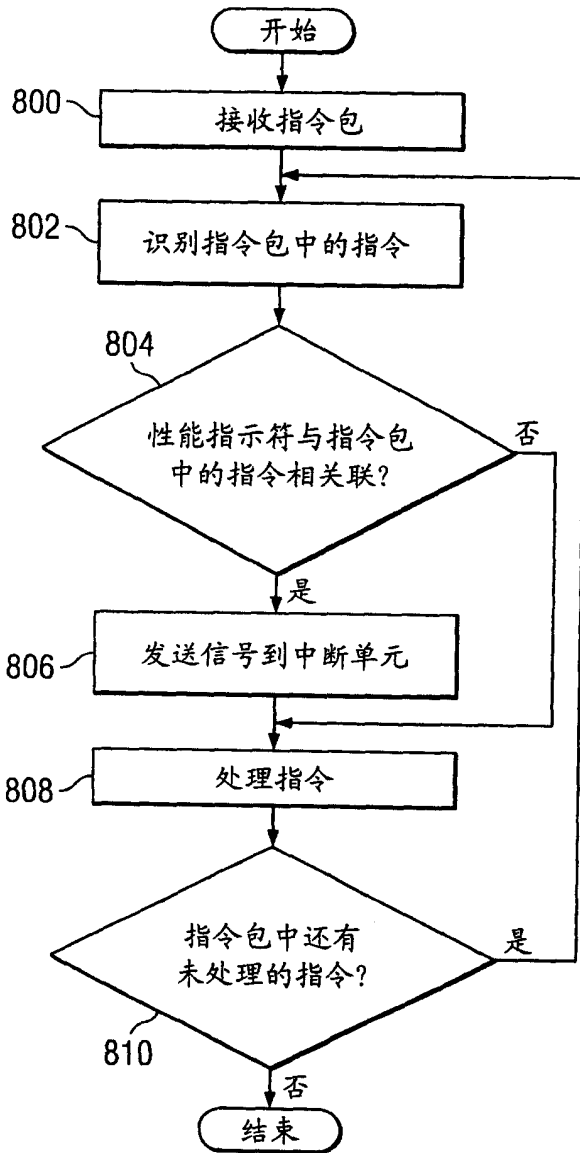 开始
800
接收指令包
802
识别指令包中的指令
804
性能指示符与指令包
中的指令相关联?
否
是
806
发送信号到中断单元
808
处理指令
指令包中还有
未处理的指令?
是
810
否
结束